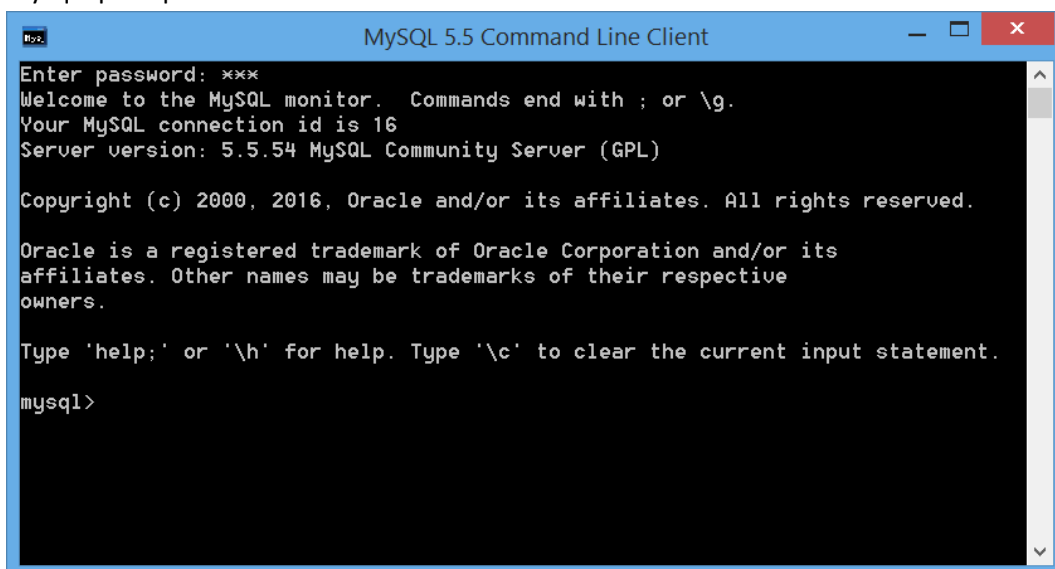 MySQL 5.5 Command Line Client
Enter password: ***
Welcome to the MySQL monitor.  Commands end with ; or \g.
Your MySQL connection id is 16
Server version: 5.5.54 MySQL Community Server (GPL)
Copyright (c) 2000, 2016, Oracle and/or its affiliates. All rights reserved.
Oracle is a registered trademark of Oracle Corporation and/or its
affiliates. Other names may be trademarks of their respective
owners.
Type 'help;' or '\h' for help. Type '\c' to clear the current input statement.
mysql>